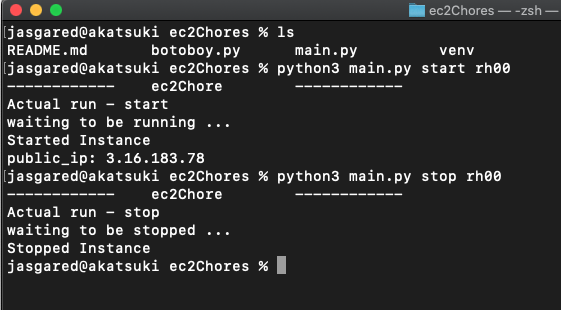 ec2Chores — -zsh —
[jasgared@akatsuki ec2Chores % ls
README.md botoboy.py main.py venv
[jasgared@akatsuki ec2Chores % python3 main.py start rh00
------------ ec2Chore ------------
Actual run - start
waiting to be running ...
Started Instance
public_ip: 3.16.183.78
[jasgared@akatsuki ec2Chores % python3 main.py stop rh00
------------ ec2Chore ------------
Actual run - stop
waiting to be stopped ...
Stopped Instance
jasgared@akatsuki ec2Chores %